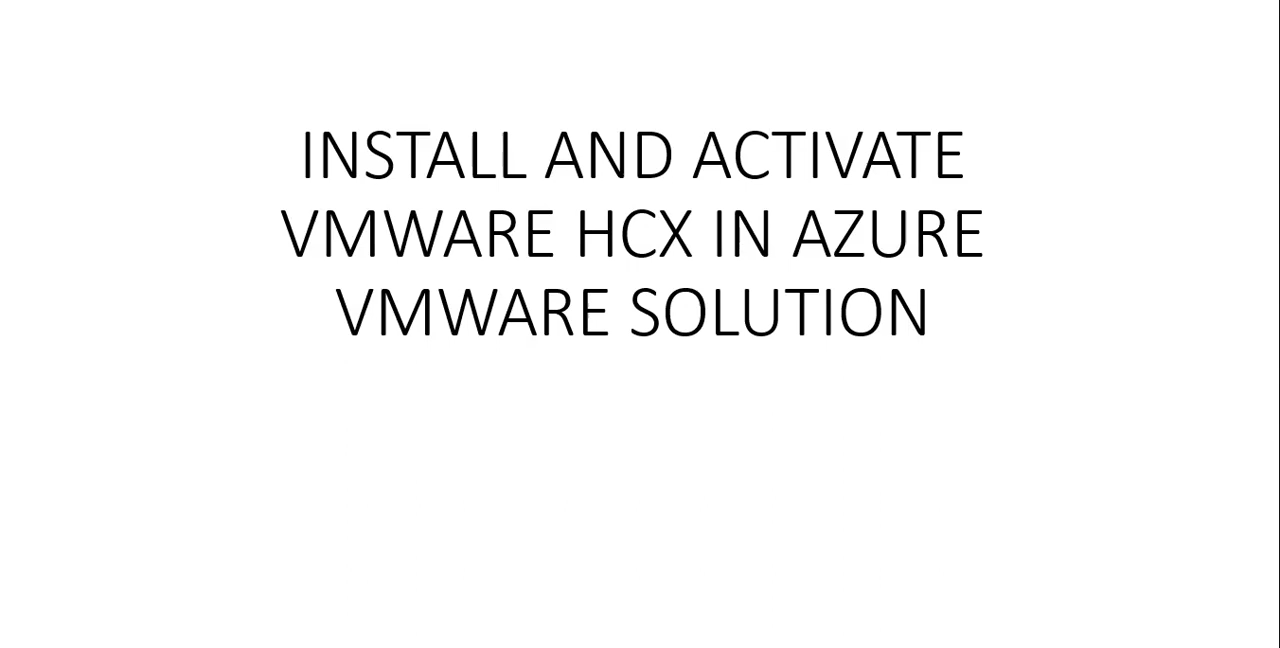 INSTALL AND ACTIVATE
VMWARE HCX IN AZURE
VMWARE SOLUTION